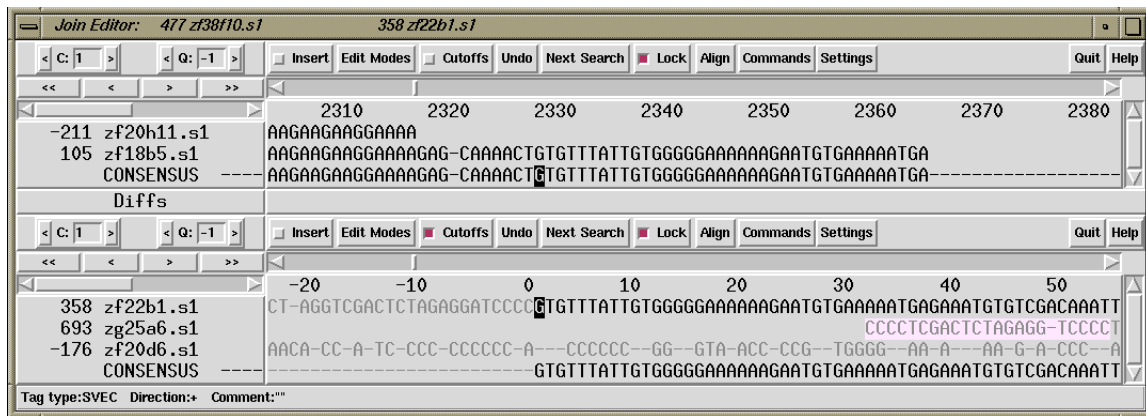 Join Editor: 477 zf38f10.s1 358 zf22b1.s1
< C: 1 > < Q: -1 > Insert Edit Modes Cutoffs Undo Next Search Lock Align Commands Settings Quit Help
<< < > >>
2310 2320 2330 2340 2350 2360 2370 2380
-211 zf20h11.s1 AAGAAGAAGGAAAA
105 zf18b5.s1 AAGAAGAAGGAAAAGAG-CAAAACTGTGTTTATTGTGGGGGAAAAAAGAATGTGAAAAATGA
CONSENSUS ---- AAGAAGAAGGAAAAGAG-CAAAACTGTGTTTATTGTGGGGGAAAAAAGAATGTGAAAAATGA------------------
Diffs
< C: 1 > < Q: -1 > Insert Edit Modes Cutoffs Undo Next Search Lock Align Commands Settings Quit Help
<< < > >>
-20 -10 0 10 20 30 40 50
358 zf22b1.s1 CT-AGGTCGACTCTAGAGGATCCCCGTGTTTATTGTGGGGGAAAAAAGAATGTGAAAAATGAGAAATGTGTCGACAAATT
693 zg25a6.s1 CCCCTCGACTCTAGAGG-TCCCCT
-176 zf20d6.s1 AACA-CC-A-TC-CCC-CCCCCC-A---CCCCCC--GG--GTA-ACC-CCG--TGGGG--AA-A---AA-G-A-CCC--A
CONSENSUS ---- -------------------------GTGTTTATTGTGGGGGAAAAAAGAATGTGAAAAATGAGAAATGTGTCGACAAATT
Tag type:SVEC Direction:+ Comment:""